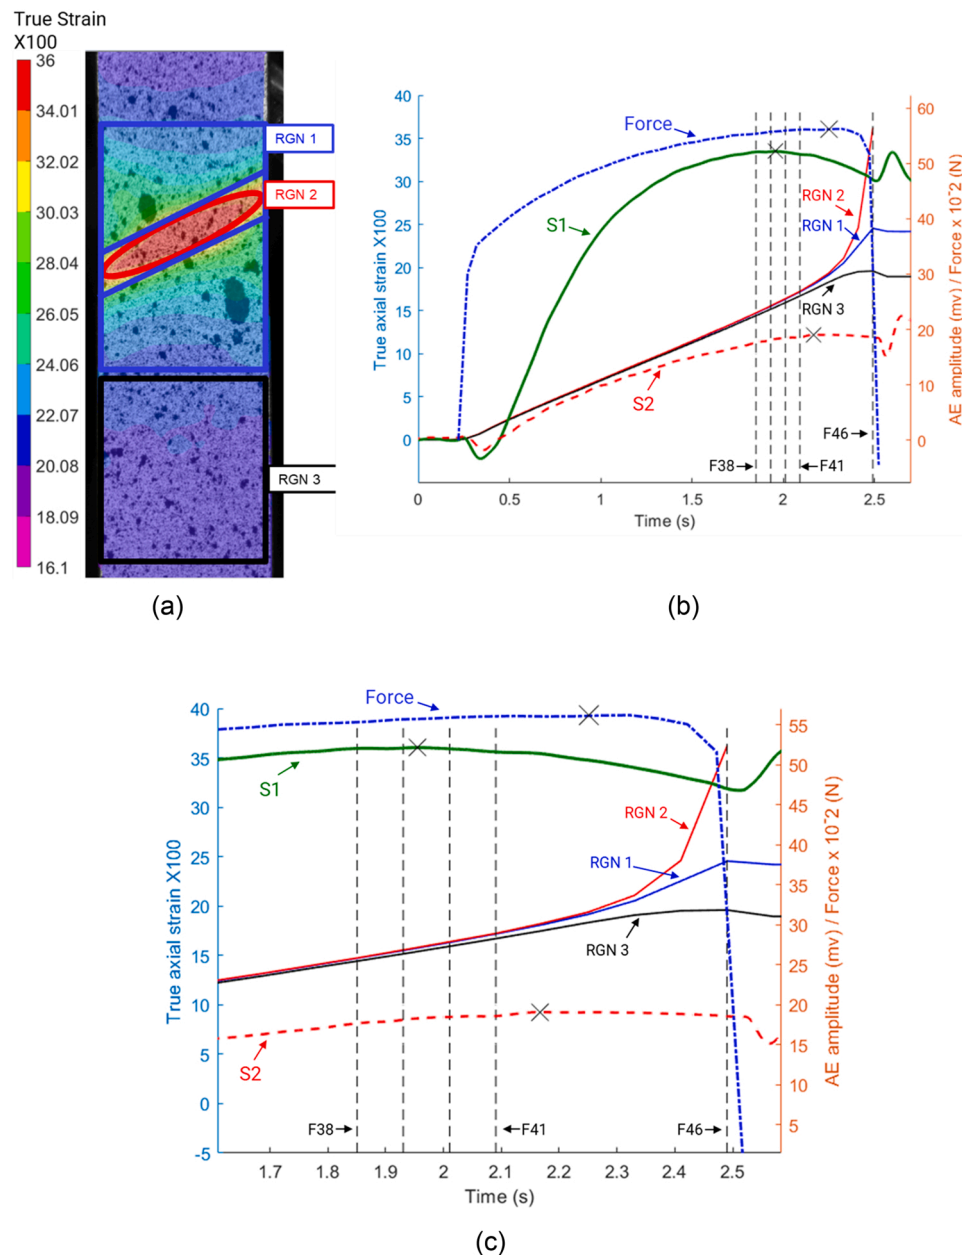 True Strain
X100
36
34.01
32.02
30.03
28.04
26.05
24.06
22.07
20.08
18.09
16.1
RGN 1
RGN 2
RGN 3
(a)
40
35
30
25
20
15
10
5
0
True axial strain X100
0
0.5
1
1.5
2
2.5
Time (s)
60
50
40
30
20
10
0
AE amplitude (mv) / Force x 10ˆ2 (N)
Force
S1
S2
RGN 2
RGN 1
RGN 3
F38
F41
F46
(b)
40
35
30
25
20
15
10
5
0
-5
True axial strain X100
1.7
1.8
1.9
2
2.1
2.2
2.3
2.4
2.5
Time (s)
55
50
45
40
35
30
25
20
15
10
5
AE amplitude (mv) / Force x 10ˆ2 (N)
Force
S1
S2
RGN 2
RGN 1
RGN 3
F38
F41
F46
(c)